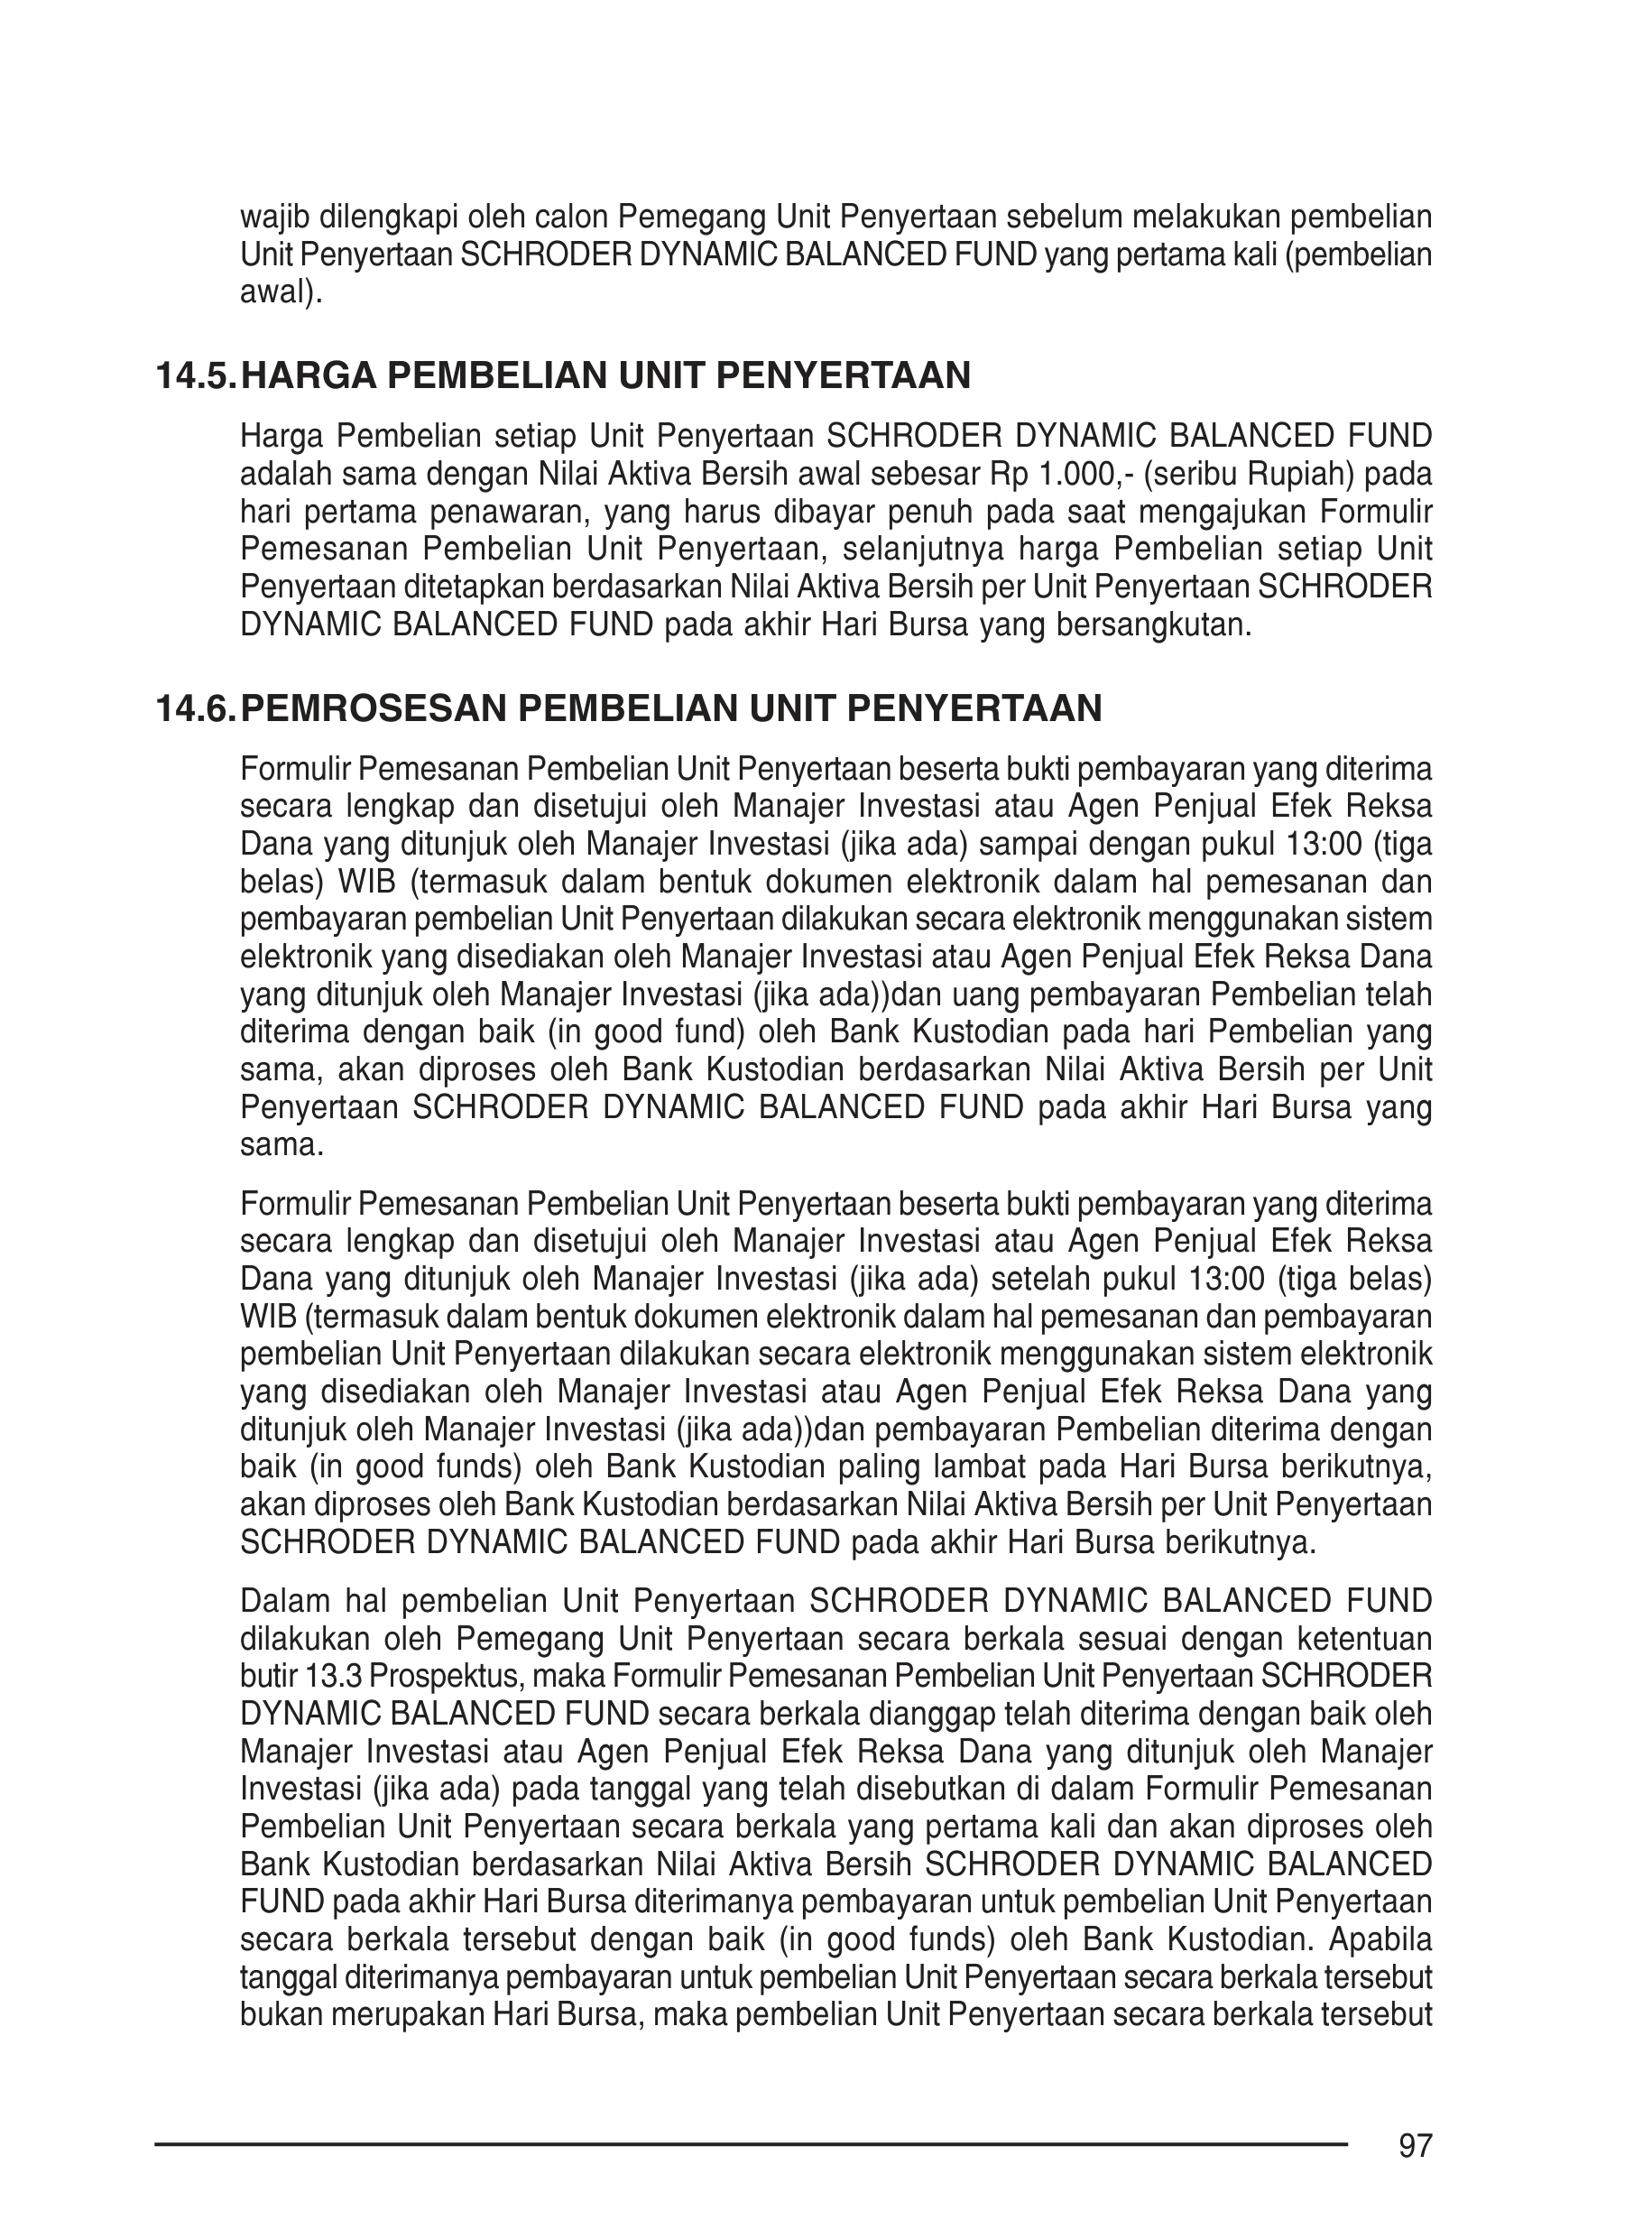 wajib dilengkapi oleh calon Pemegang Unit Penyertaan sebelum melakukan pembelian
Unit Penyertaan SCHRODER DYNAMIC BALANCED FUND yang pertama kali (pembelian
awal).
14.5. HARGA PEMBELIAN UNIT PENYERTAAN
Harga Pembelian setiap Unit Penyertaan SCHRODER DYNAMIC BALANCED FUND
adalah sama dengan Nilai Aktiva Bersih awal sebesar Rp 1.000,- (seribu Rupiah) pada
hari pertama penawaran, yang harus dibayar penuh pada saat mengajukan Formulir
Pemesanan Pembelian Unit Penyertaan, selanjutnya harga Pembelian setiap Unit
Penyertaan ditetapkan berdasarkan Nilai Aktiva Bersih per Unit Penyertaan SCHRODER
DYNAMIC BALANCED FUND pada akhir Hari Bursa yang bersangkutan.
14.6. PEMROSESAN PEMBELIAN UNIT PENYERTAAN
Formulir Pemesanan Pembelian Unit Penyertaan beserta bukti pembayaran yang diterima
secara lengkap dan disetujui oleh Manajer Investasi atau Agen Penjual Efek Reksa
Dana yang ditunjuk oleh Manajer Investasi (jika ada) sampai dengan pukul 13:00 (tiga
belas) WIB (termasuk dalam bentuk dokumen elektronik dalam hal pemesanan dan
pembayaran pembelian Unit Penyertaan dilakukan secara elektronik menggunakan sistem
elektronik yang disediakan oleh Manajer Investasi atau Agen Penjual Efek Reksa Dana
yang ditunjuk oleh Manajer Investasi (jika ada))dan uang pembayaran Pembelian telah
diterima dengan baik (in good fund) oleh Bank Kustodian pada hari Pembelian yang
sama, akan diproses oleh Bank Kustodian berdasarkan Nilai Aktiva Bersih per Unit
Penyertaan SCHRODER DYNAMIC BALANCED FUND pada akhir Hari Bursa yang
sama.
Formulir Pemesanan Pembelian Unit Penyertaan beserta bukti pembayaran yang diterima
secara lengkap dan disetujui oleh Manajer Investasi atau Agen Penjual Efek Reksa
Dana yang ditunjuk oleh Manajer Investasi (jika ada) setelah pukul 13:00 (tiga belas)
WIB (termasuk dalam bentuk dokumen elektronik dalam hal pemesanan dan pembayaran
pembelian Unit Penyertaan dilakukan secara elektronik menggunakan sistem elektronik
yang disediakan oleh Manajer Investasi atau Agen Penjual Efek Reksa Dana yang
ditunjuk oleh Manajer Investasi (jika ada))dan pembayaran Pembelian diterima dengan
baik (in good funds) oleh Bank Kustodian paling lambat pada Hari Bursa berikutnya,
akan diproses oleh Bank Kustodian berdasarkan Nilai Aktiva Bersih per Unit Penyertaan
SCHRODER DYNAMIC BALANCED FUND pada akhir Hari Bursa berikutnya.
Dalam hal pembelian Unit Penyertaan SCHRODER DYNAMIC BALANCED FUND
dilakukan oleh Pemegang Unit Penyertaan secara berkala sesuai dengan ketentuan
butir 13.3 Prospektus, maka Formulir Pemesanan Pembelian Unit Penyertaan SCHRODER
DYNAMIC BALANCED FUND secara berkala dianggap telah diterima dengan baik oleh
Manajer Investasi atau Agen Penjual Efek Reksa Dana yang ditunjuk oleh Manajer
Investasi (jika ada) pada tanggal yang telah disebutkan di dalam Formulir Pemesanan
Pembelian Unit Penyertaan secara berkala yang pertama kali dan akan diproses oleh
Bank Kustodian berdasarkan Nilai Aktiva Bersih SCHRODER DYNAMIC BALANCED
FUND pada akhir Hari Bursa diterimanya pembayaran untuk pembelian Unit Penyertaan
secara berkala tersebut dengan baik (in good funds) oleh Bank Kustodian. Apabila
tanggal diterimanya pembayaran untuk pembelian Unit Penyertaan secara berkala tersebut
bukan merupakan Hari Bursa, maka pembelian Unit Penyertaan secara berkala tersebut
97